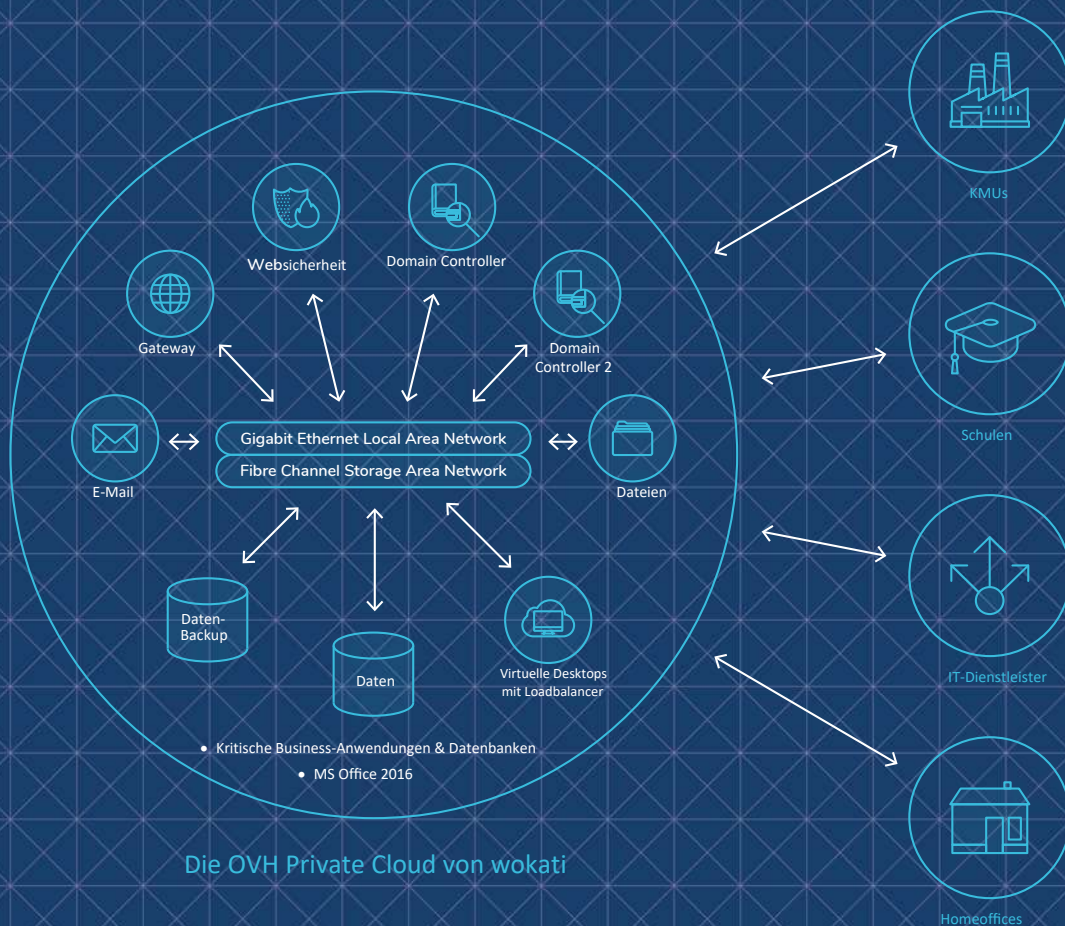 KMUs
Websicherheit
Domain Controller
Gateway
Domain
Controller 2
Gigabit Ethernet Local Area Network
Fibre Channel Storage Area Network
E-Mail
Dateien
Schulen
Daten-
Backup
Daten
Virtuelle Desktops
mit Loadbalancer
IT-Dienstleister
• Kritische Business-Anwendungen & Datenbanken
• MS Office 2016
Die OVH Private Cloud von wokati
Homeoffices